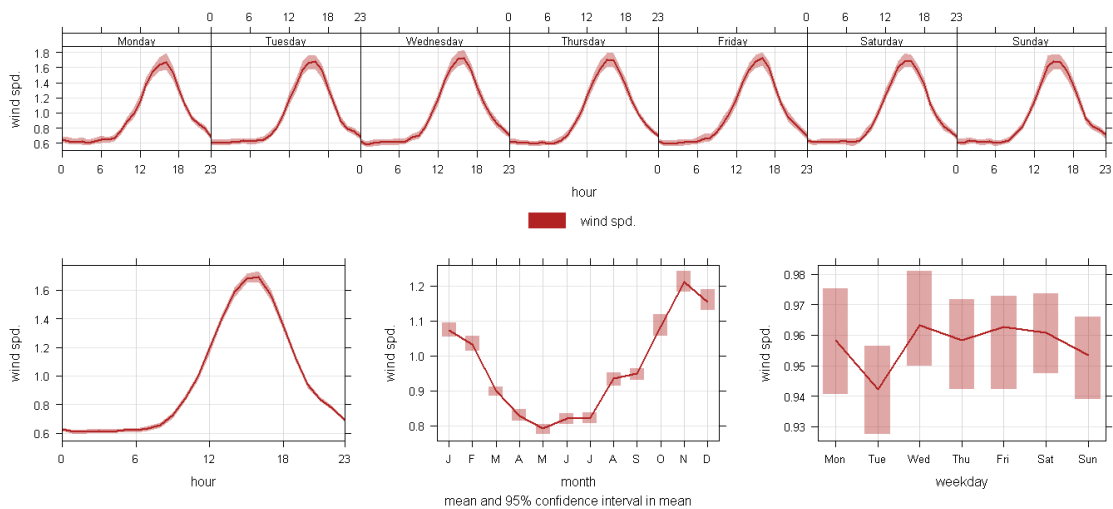 0 6 12 18 23 0 6 12 18 23 0 6 12 18 23
Monday Tuesday Wednesday Thursday Friday Saturday Sunday
wind spd.
1.8
1.6
1.4
1.2
1.0
0.8
0.6
0 6 12 18 23 0 6 12 18 23 0 6 12 18 23 0 6 12 18 23
hour
wind spd.
wind spd.
1.6
1.4
1.2
1.0
0.8
0.6
0 6 12 18 23
hour
wind spd.
1.2
1.1
1.0
0.9
0.8
J F M A M J J A S O N D
month
mean and 95% confidence interval in mean
wind spd.
0.98
0.97
0.96
0.95
0.94
0.93
Mon Tue Wed Thu Fri Sat Sun
weekday